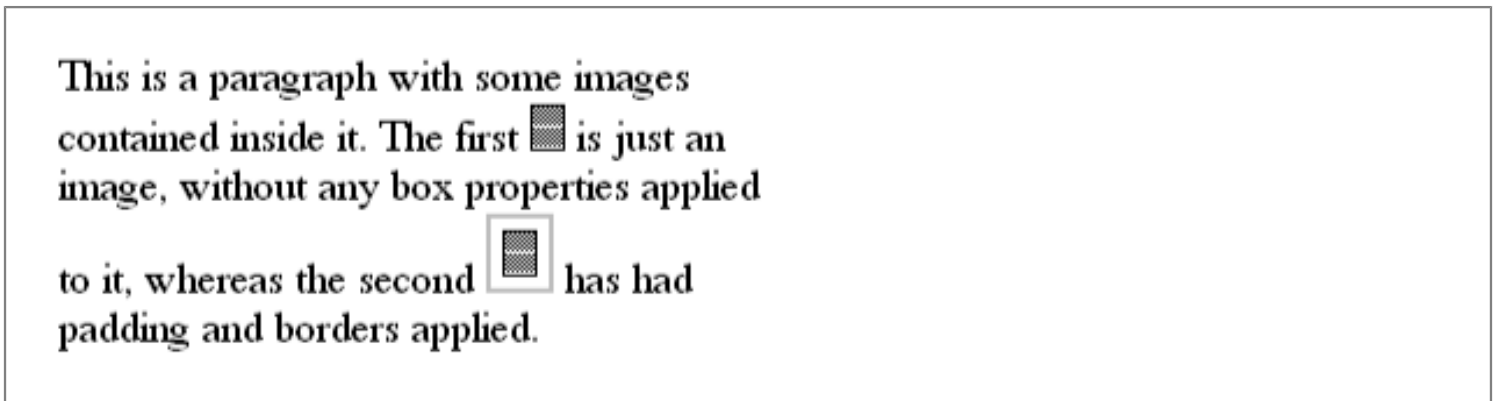 This is a paragraph with some images
contained inside it. The first is just an
image, without any box properties applied
to it, whereas the second has had
padding and borders applied.